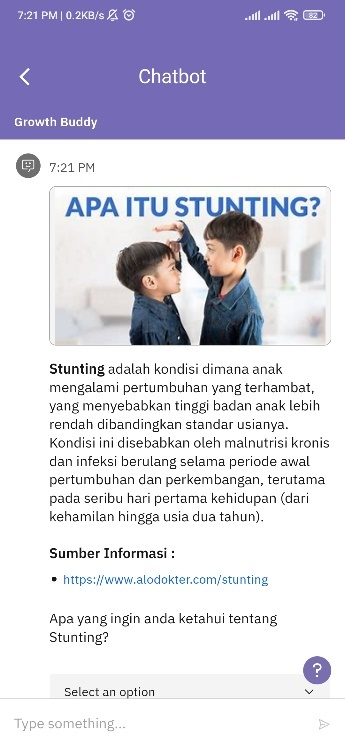 7:21 PM | 0.2KB/s
82
Chatbot
Growth Buddy
7:21 PM
APA ITU STUNTING?
Stunting adalah kondisi dimana anak
mengalami pertumbuhan yang terhambat,
yang menyebabkan tinggi badan anak lebih
rendah dibandingkan standar usianya.
Kondisi ini disebabkan oleh malnutrisi kronis
dan infeksi berulang selama periode awal
pertumbuhan dan perkembangan, terutama
pada seribu hari pertama kehidupan (dari
kehamilan hingga usia dua tahun).
Sumber Informasi :
• https://www.alodokter.com/stunting
Apa yang ingin anda ketahui tentang
Stunting?
?
Select an option
Type something...